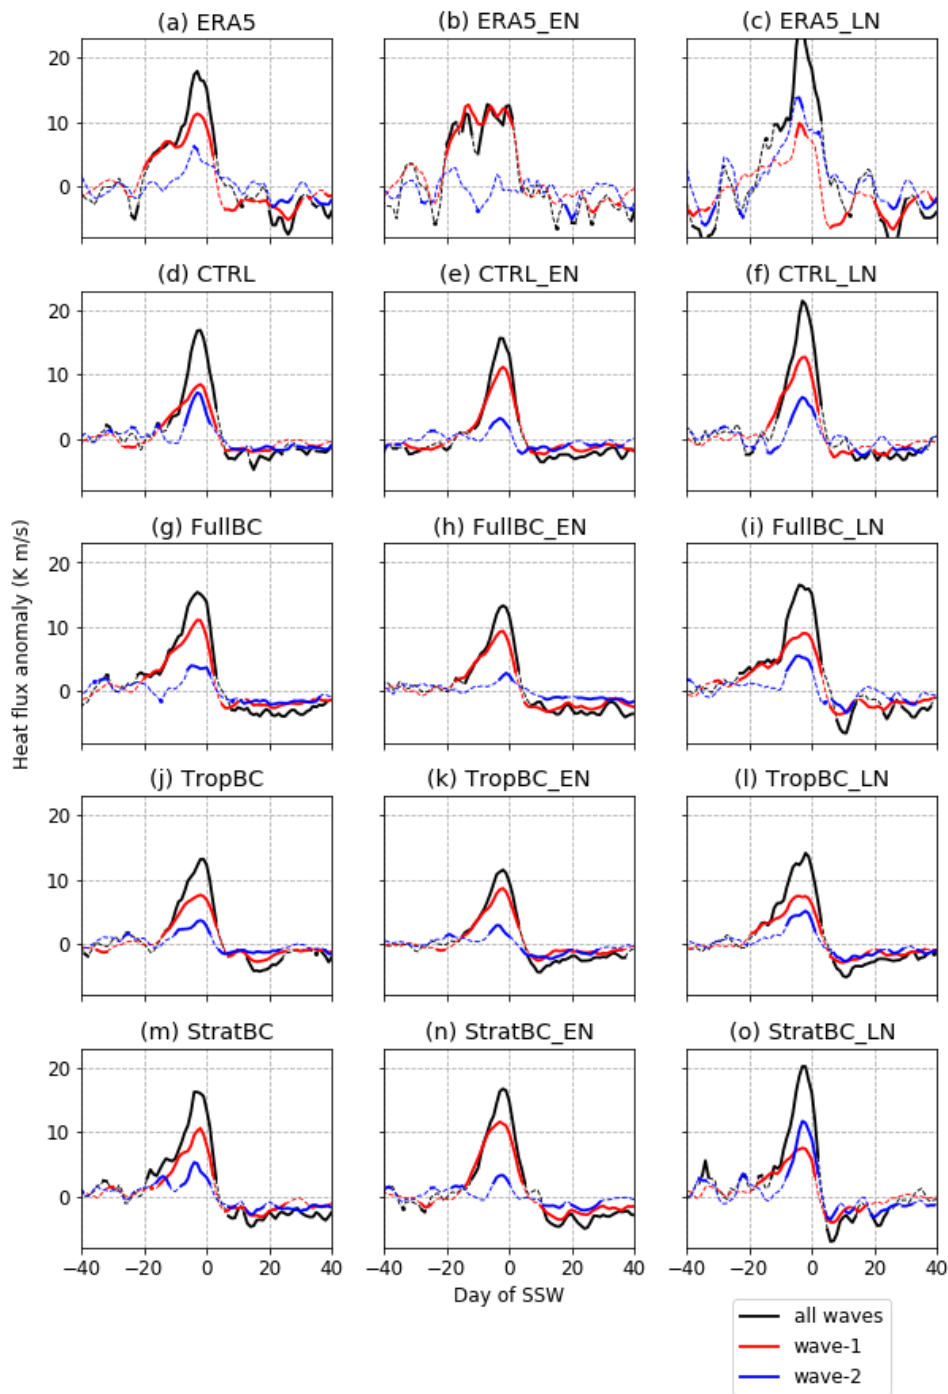 (a) ERA5
(b) ERA5_EN
(c) ERA5_LN
20
10
0
(d) CTRL
(e) CTRL_EN
(f) CTRL_LN
20
10
0
(g) FullBC
(h) FullBC_EN
(i) FullBC_LN
20
10
0
Heat flux anomaly (K m/s)
(j) TropBC
(k) TropBC_EN
(l) TropBC_LN
20
10
0
(m) StratBC
(n) StratBC_EN
(o) StratBC_LN
20
10
0
−40 −20 0 20 40
−40 −20 0 20 40
−40 −20 0 20 40
Day of SSW
all waves
wave-1
wave-2